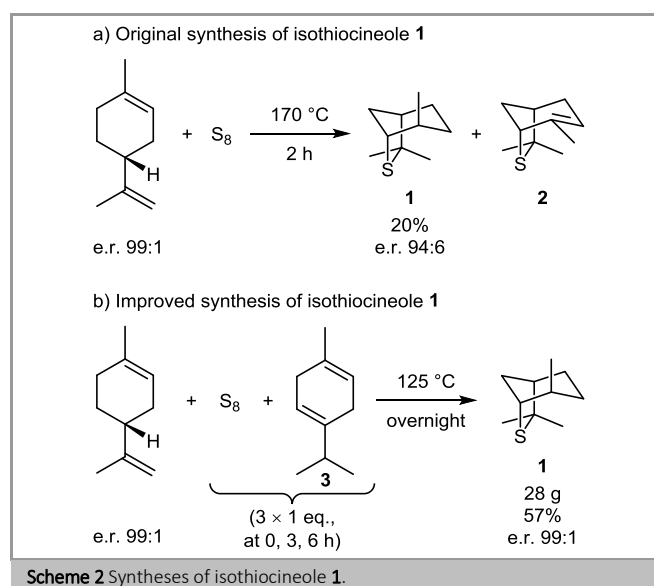 a) Original synthesis of isothiocineole 1
H
e.r. 99:1
+ S8
170 °C
2 h
S
1
20%
e.r. 94:6
+
S
2
b) Improved synthesis of isothiocineole 1
H
e.r. 99:1
+ S8 +
3
(3 × 1 eq.,
at 0, 3, 6 h)
125 °C
overnight
S
1
28 g
57%
e.r. 99:1
Scheme 2 Syntheses of isothiocineole 1.